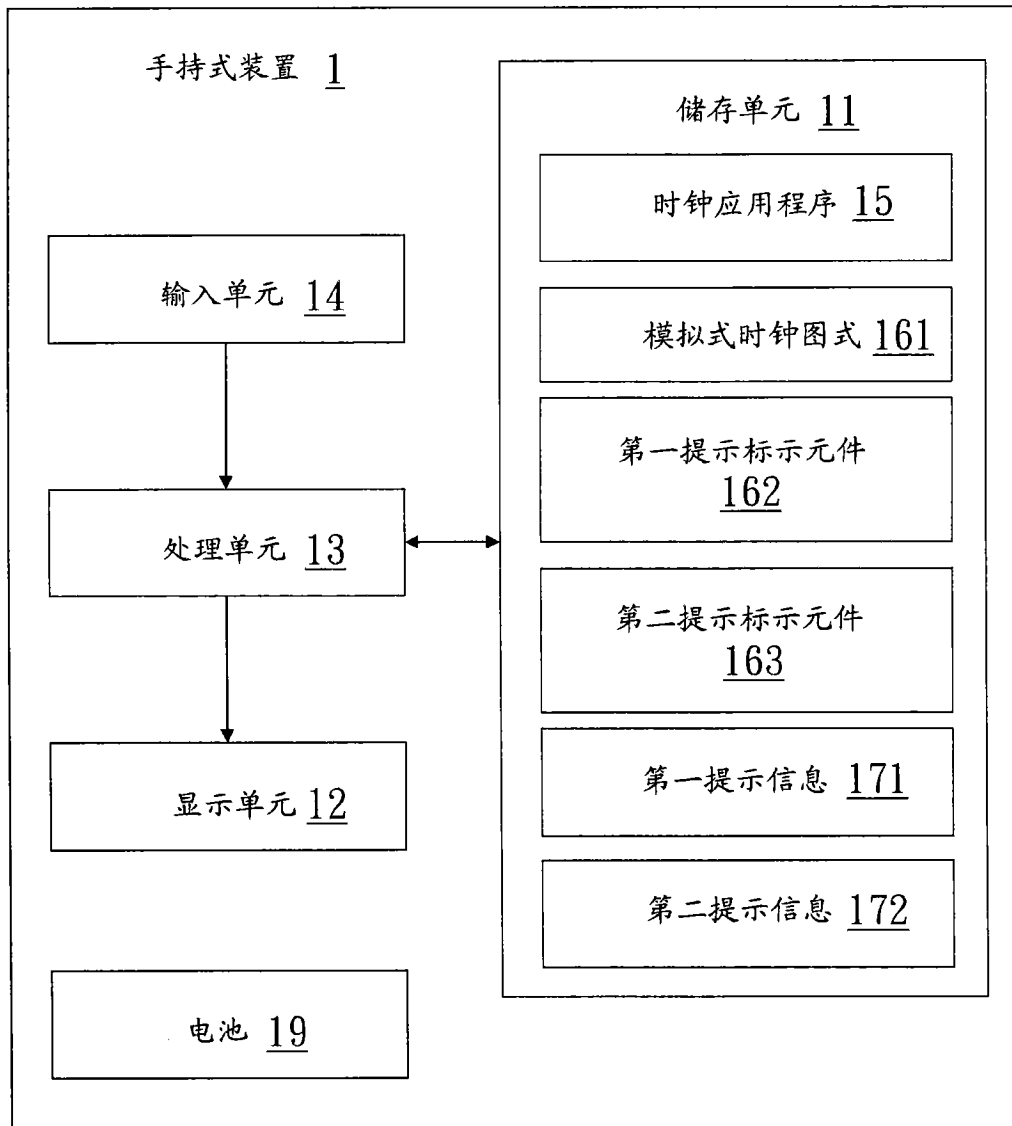 手持式装置 1
储存单元 11
时钟应用程序 15
输入单元 14
模拟式时钟图式 161
第一提示标示元件
162
处理单元 13
第二提示标示元件
163
显示单元 12
第一提示信息 171
第二提示信息 172
电池 19